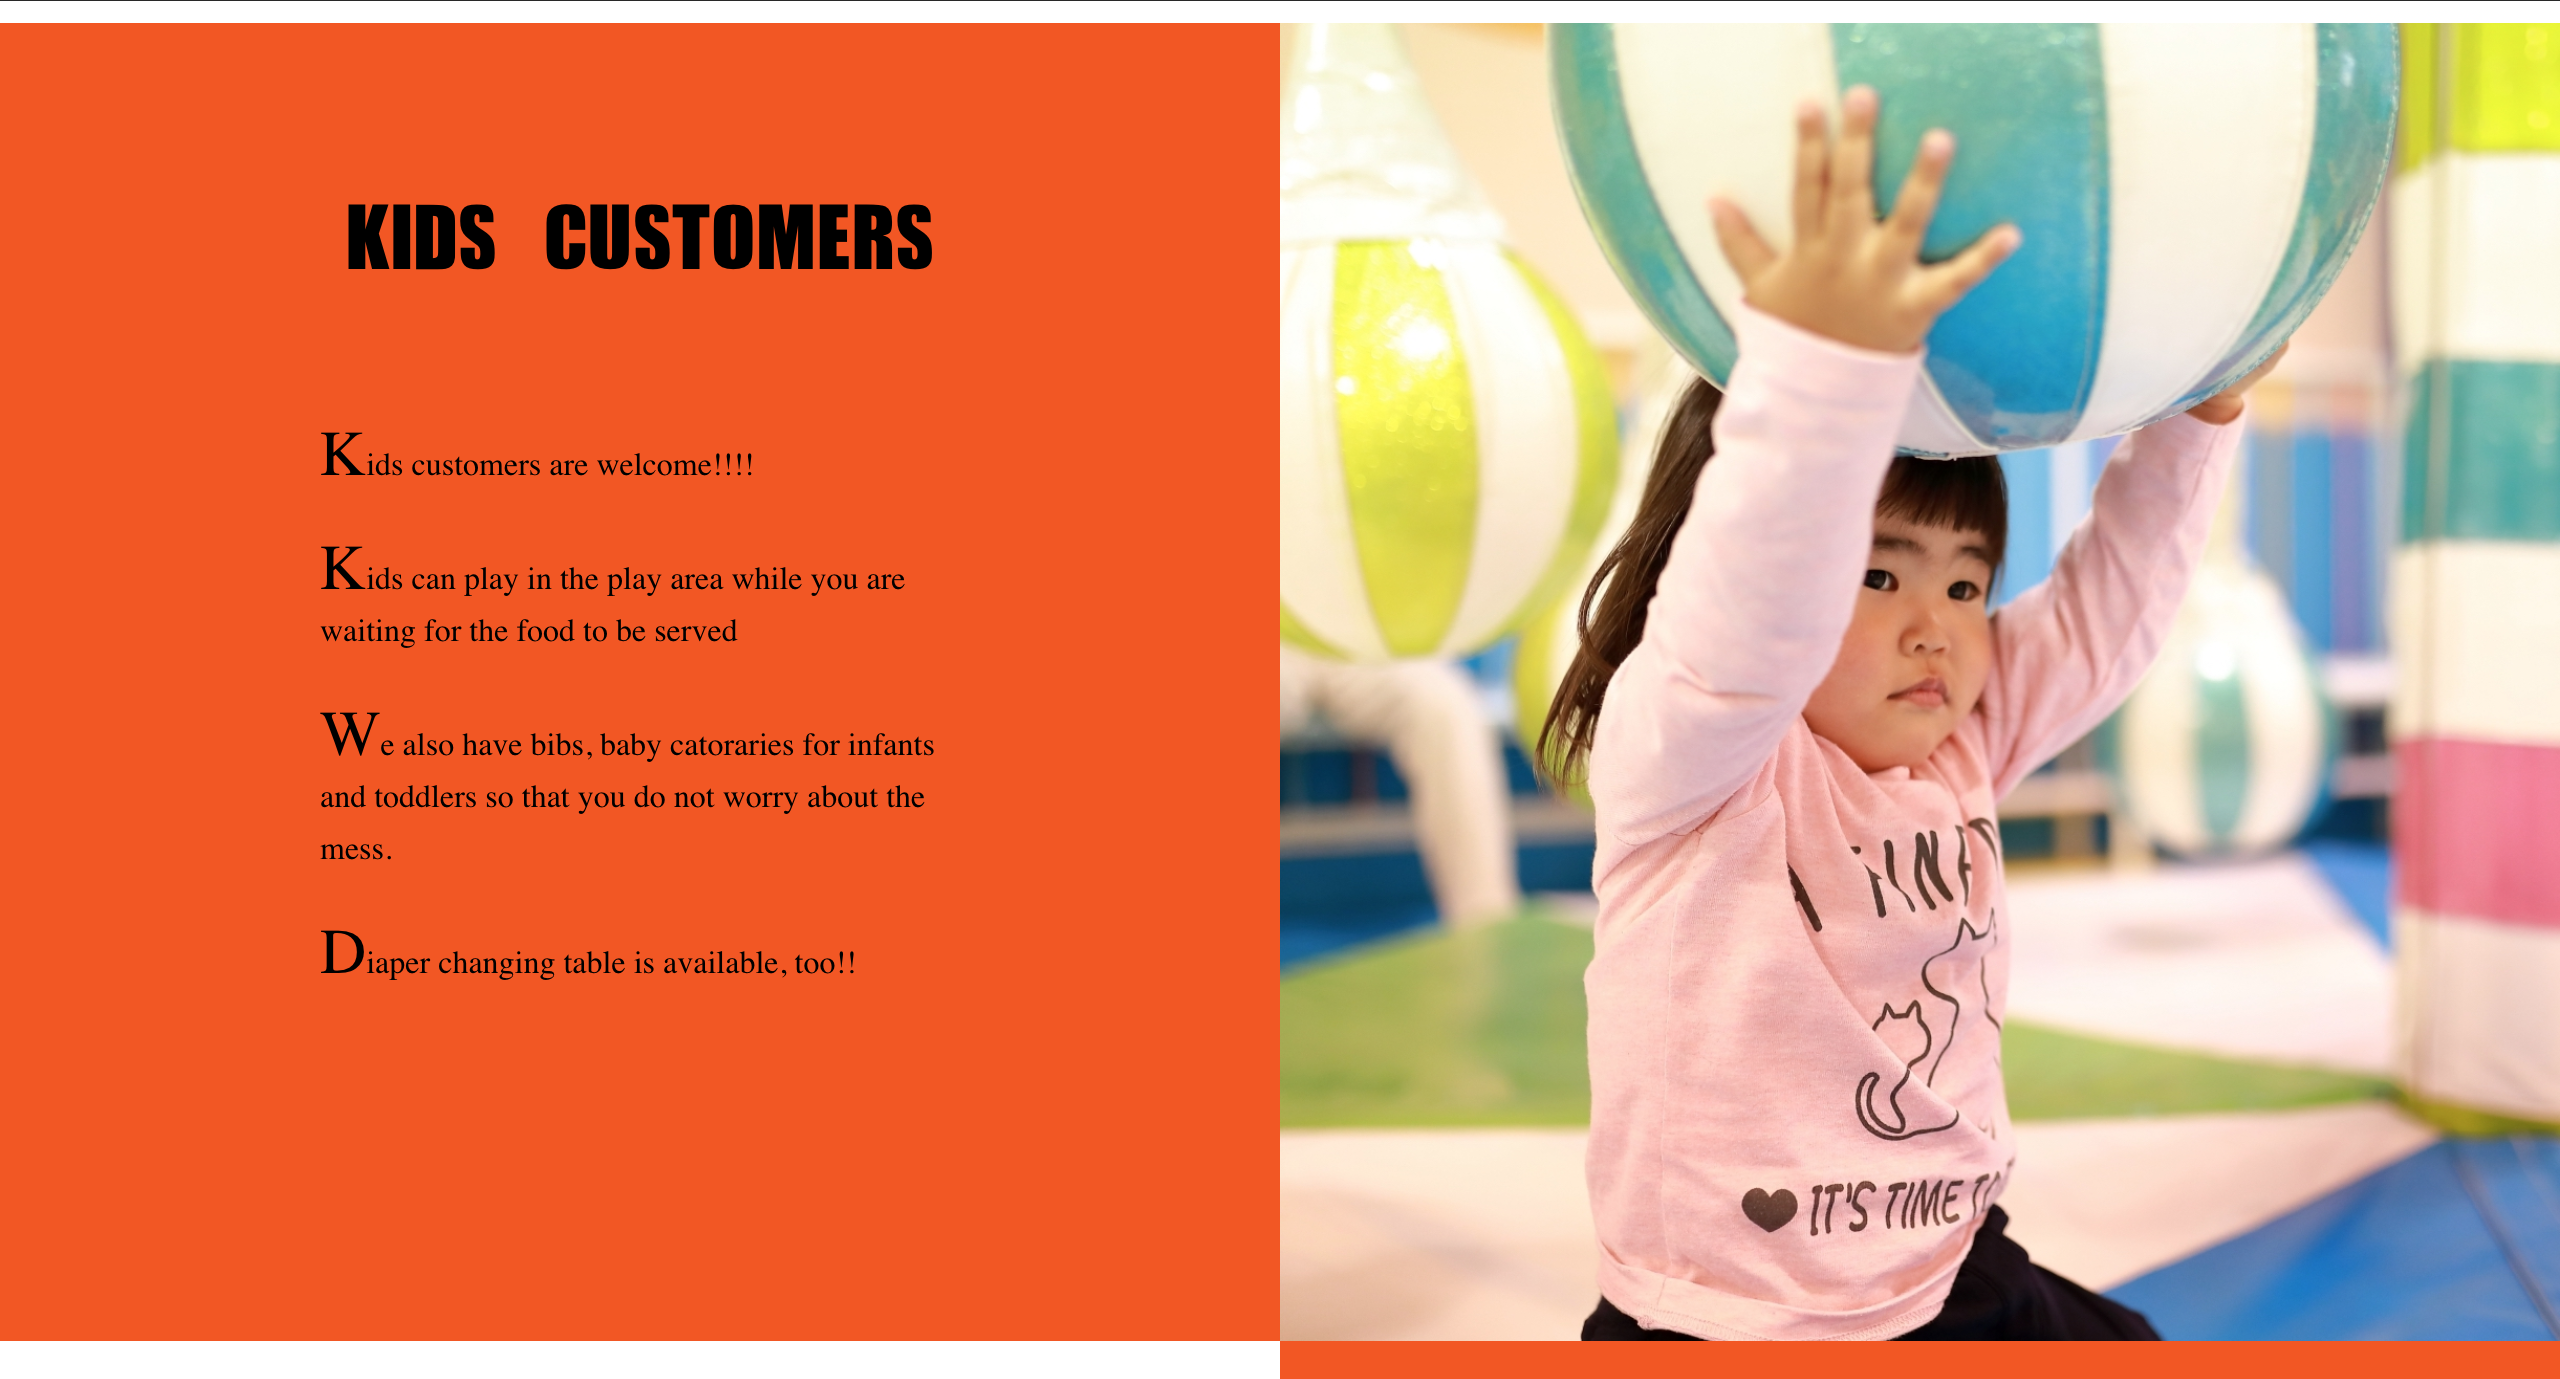 KIDS CUSTOMERS
Kids customers are welcome!!!!
Kids can play in the play area while you are
waiting for the food to be served
We also have bibs, baby catoraries for infants
and toddlers so that you do not worry about the
mess.
Diaper changing table is available, too!!
IT'S TIME